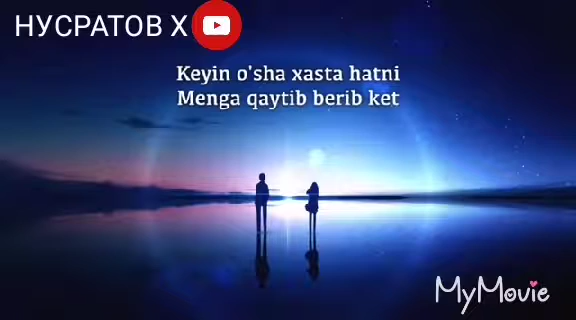 НУСРАТОВ Х
Keyin o'sha xasta hatni
Menga qaytib berib ket
MyMovie